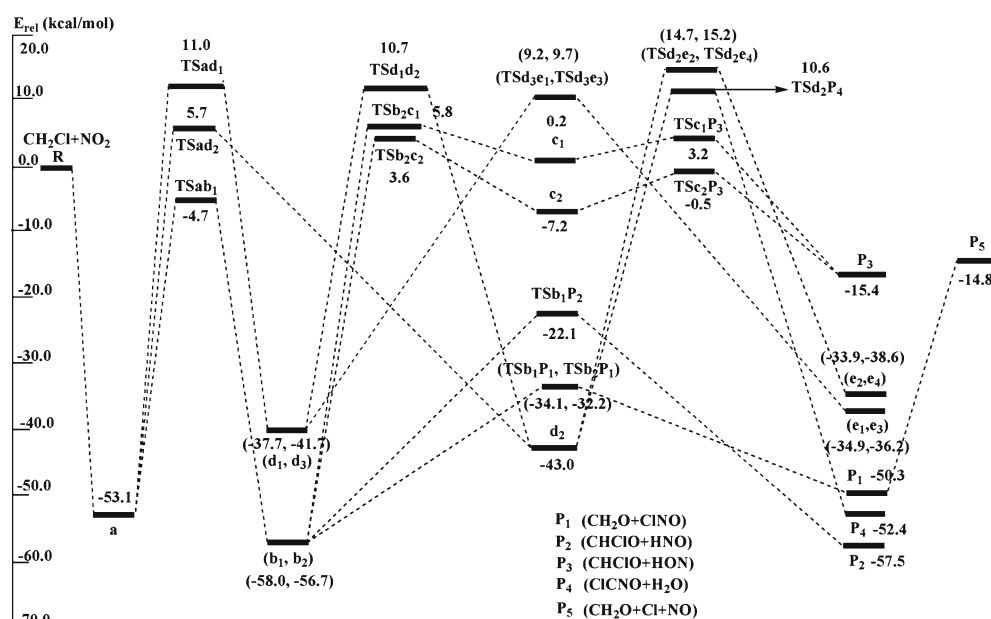 E_rel (kcal/mol)
20.0
10.0
0.0
-10.0
-20.0
-30.0
-40.0
-50.0
-60.0
-70.0
CH₂Cl+NO₂
R
-53.1
a
11.0
TSad₁
5.7
TSad₂
TSab₁
-4.7
(-37.7, -41.7)
(d₁, d₃)
(b₁, b₂)
(-58.0, -56.7)
10.7
TSd₁d₂
TSb₂c₁ 5.8
TSb₂c₂
3.6
(9.2, 9.7)
(TSd₃e₁,TSd₃e₃)
0.2
c₁
c₂
-7.2
TSb₁P₂
-22.1
(TSb₁P₁, TSb₂P₁)
(-34.1, -32.2)
d₂
-43.0
(14.7, 15.2)
(TSd₂e₂, TSd₂e₄)
10.6
TSd₂P₄
TSc₁P₃
3.2
TSc₂P₃
-0.5
P₃
-15.4
P₅
-14.8
(-33.9, -38.6)
(e₂,e₄)
(e₁,e₃)
(-34.9,-36.2)
P₁ -50.3
P₄ -52.4
P₂ -57.5
P₁ (CH₂O+ClNO)
P₂ (CHClO+HNO)
P₃ (CHClO+HON)
P₄ (ClCNO+H₂O)
P₅ (CH₂O+Cl+NO)